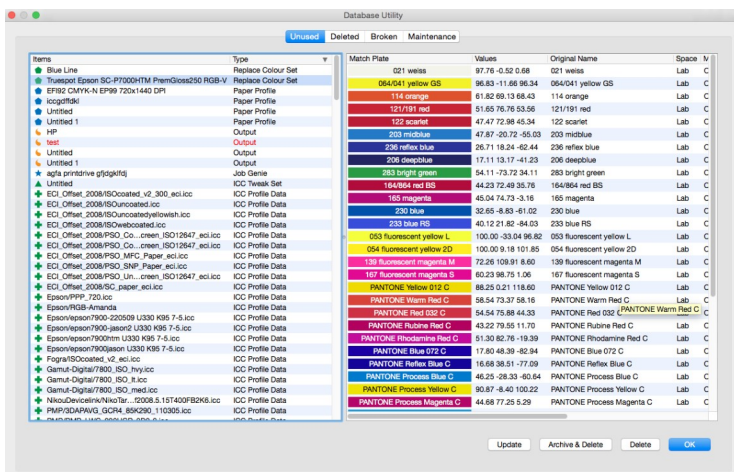 Database Utility
Unused Deleted Broken Maintenance
Items Type
Blue Line Replace Colour Set
Truespot Epson SC-P7000HTM PremGloss250 RGB-V Replace Colour Set
EFI92 CMYK-N EP99 720x1440 DPI Paper Profile
iccgdffdkl Paper Profile
Untitled Paper Profile
Untitled 1 Paper Profile
HP Output
test Output
Untitled Output
Untitled 1 Output
agfa printdrive gfjdgklfdj Job Genie
Untitled ICC Tweak Set
ECI_Offset_2008/ISOcoated_v2_300_eci.icc ICC Profile Data
ECI_Offset_2008/ISOuncoated.icc ICC Profile Data
ECI_Offset_2008/ISOuncoatedyellowish.icc ICC Profile Data
ECI_Offset_2008/ISOwebcoated.icc ICC Profile Data
ECI_Offset_2008/PSO_Co...creen_ISO12647_eci.icc ICC Profile Data
ECI_Offset_2008/PSO_Co...creen_ISO12647_eci.icc ICC Profile Data
ECI_Offset_2008/PSO_MFC_Paper_eci.icc ICC Profile Data
ECI_Offset_2008/PSO_SNP_Paper_eci.icc ICC Profile Data
ECI_Offset_2008/PSO_Un...creen_ISO12647_eci.icc ICC Profile Data
ECI_Offset_2008/SC_paper_eci.icc ICC Profile Data
Epson/PPP_720.icc ICC Profile Data
Epson/RGB-Amanda ICC Profile Data
Epson/epson7900-220509 U330 K95 7-5.icc ICC Profile Data
Epson/epson7900-jason2 U330 K95 7-5.icc ICC Profile Data
Epson/epson7900htm U330 K95 7-5.icc ICC Profile Data
Epson/epson7900jason U330 K95 7-5.icc ICC Profile Data
Fogra/ISOcoated_v2_eci.icc ICC Profile Data
Gamut-Digital/7800_ISO_hvy.icc ICC Profile Data
Gamut-Digital/7800_ISO_lt.icc ICC Profile Data
Gamut-Digital/7800_ISO_med.icc ICC Profile Data
NikouDevicelink/NikoTar...f2008.5.15T400FB2K6.icc ICC Profile Data
PMP/3DAPAVG_GCR4_85K290_110305.icc ICC Profile Data
Match Plate Values Original Name Space
021 weiss 97.76 -0.52 0.68 021 weiss Lab C
064/041 yellow GS 96.83 -11.66 96.34 064/041 yellow GS Lab C
114 orange 61.82 69.13 68.43 114 orange Lab C
121/191 red 51.65 76.76 53.56 121/191 red Lab C
122 scarlet 47.47 72.98 45.34 122 scarlet Lab C
203 midblue 47.87 -20.72 -55.03 203 midblue Lab C
236 reflex blue 26.71 18.24 -62.44 236 reflex blue Lab C
206 deepblue 17.11 13.17 -41.23 206 deepblue Lab C
283 bright green 54.11 -73.72 34.11 283 bright green Lab C
164/864 red BS 44.23 72.49 35.76 164/864 red BS Lab C
165 magenta 45.04 74.73 -3.16 165 magenta Lab C
230 blue 32.65 -8.83 -61.02 230 blue Lab C
233 blue RS 40.12 21.82 -84.03 233 blue RS Lab C
053 fluorescent yellow L 100.00 -33.04 96.82 053 fluorescent yellow L Lab C
054 fluorescent yellow 2D 100.00 9.18 101.85 054 fluorescent yellow 2D Lab C
139 fluorescent magenta M 72.26 109.91 8.60 139 fluorescent magenta M Lab C
167 fluorescent magenta S 60.23 98.75 1.06 167 fluorescent magenta S Lab C
PANTONE Yellow 012 C 88.25 0.21 118.60 PANTONE Yellow 012 C Lab C
PANTONE Warm Red C 58.54 73.37 58.16 PANTONE Warm Red C Lab C
PANTONE Red 032 C 54.54 75.88 44.33 PANTONE Red 032 C
PANTONE Warm Red C
PANTONE Rubine Red C 43.22 79.55 11.70 PANTONE Rubine Red C Lab C
PANTONE Rhodamine Red C 51.30 82.76 -19.39 PANTONE Rhodamine Red C Lab C
PANTONE Blue 072 C 17.80 48.39 -82.94 PANTONE Blue 072 C Lab C
PANTONE Reflex Blue C 16.68 38.51 -77.09 PANTONE Reflex Blue C Lab C
PANTONE Process Blue C 46.25 -28.33 -60.64 PANTONE Process Blue C Lab C
PANTONE Process Yellow C 90.87 -8.40 100.22 PANTONE Process Yellow C Lab C
PANTONE Process Magenta C 44.68 77.25 5.29 PANTONE Process Magenta C Lab C
Update Archive & Delete Delete OK